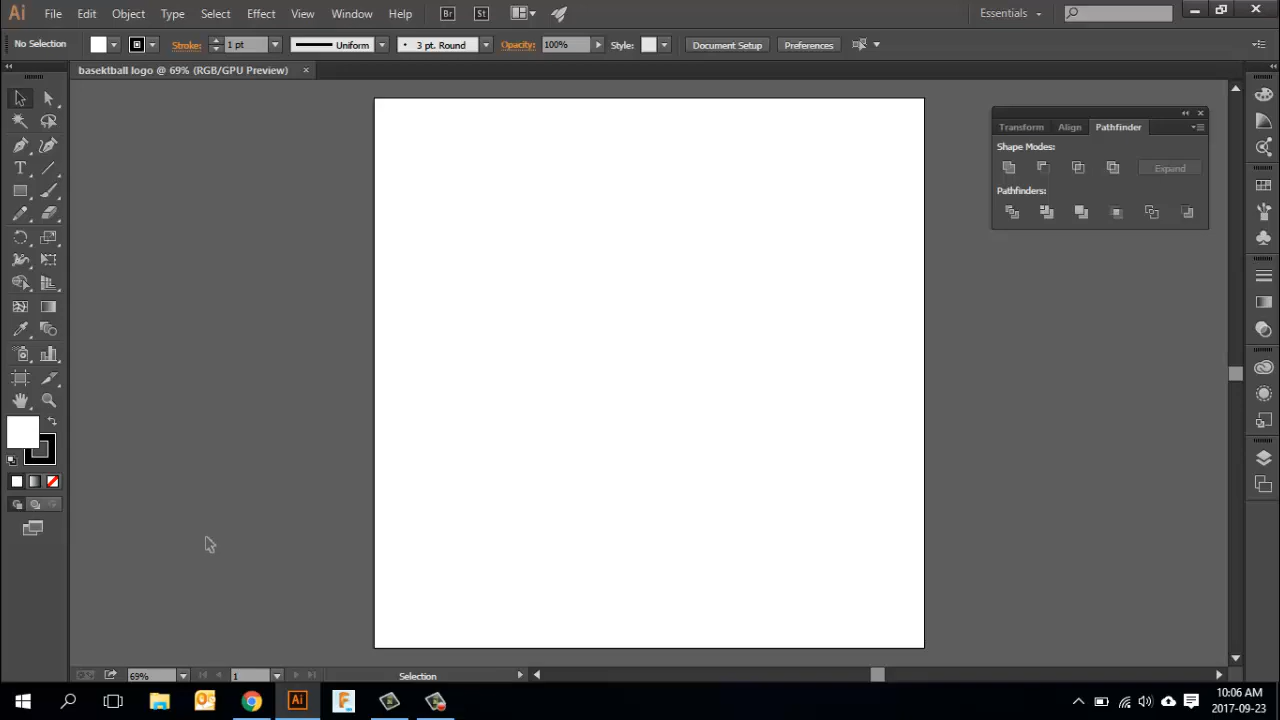 Ai File Edit Object Type Select Effect View Window Help Br St Essentials
No Selection Stroke: 1 pt Uniform 3 pt. Round Opacity: 100% Style: Document Setup Preferences
basektball logo @ 69% (RGB/GPU Preview) ×
Transform Align Pathfinder
Shape Modes:
Expand
Pathfinders:
69% 1 Selection
10:06 AM
2017-09-23